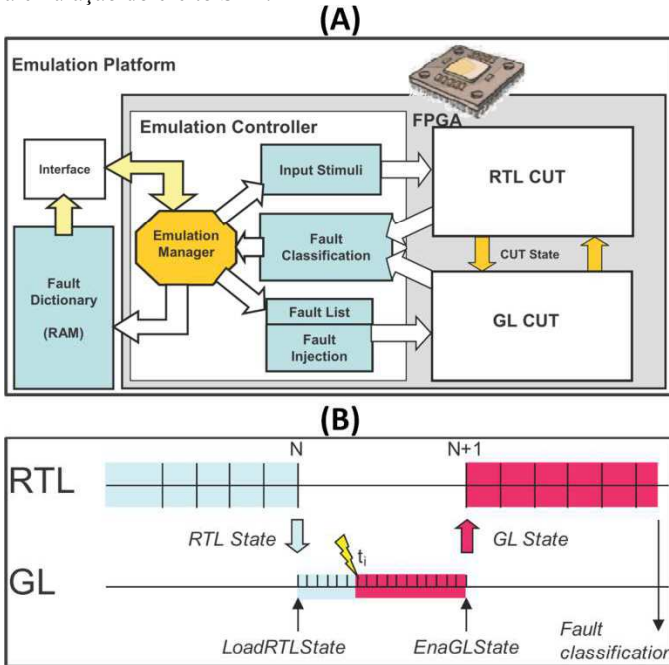 (A)
Emulation Platform
FPGA
Emulation Controller
Interface
Input Stimuli
RTL CUT
Emulation
Manager
Fault
Classification
CUT State
Fault
Dictionary
(RAM)
Fault List
Fault
Injection
GL CUT
(B)
N
N+1
RTL
RTL State
GL State
ti
GL
LoadRTLState
EnaGLState
Fault
classification